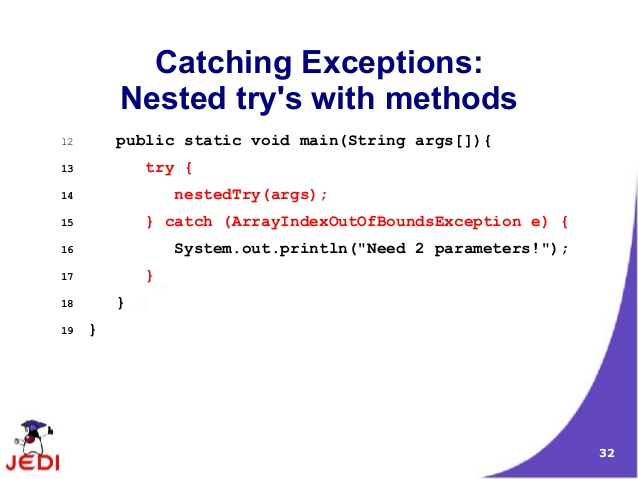 Catching Exceptions:
Nested try's with methods
12 public static void main(String args[]){
13 try {
14 nestedTry(args);
15 } catch (ArrayIndexOutOfBoundsException e) {
16 System.out.println("Need 2 parameters!");
17 }
18 }
19 }
JEDI
32